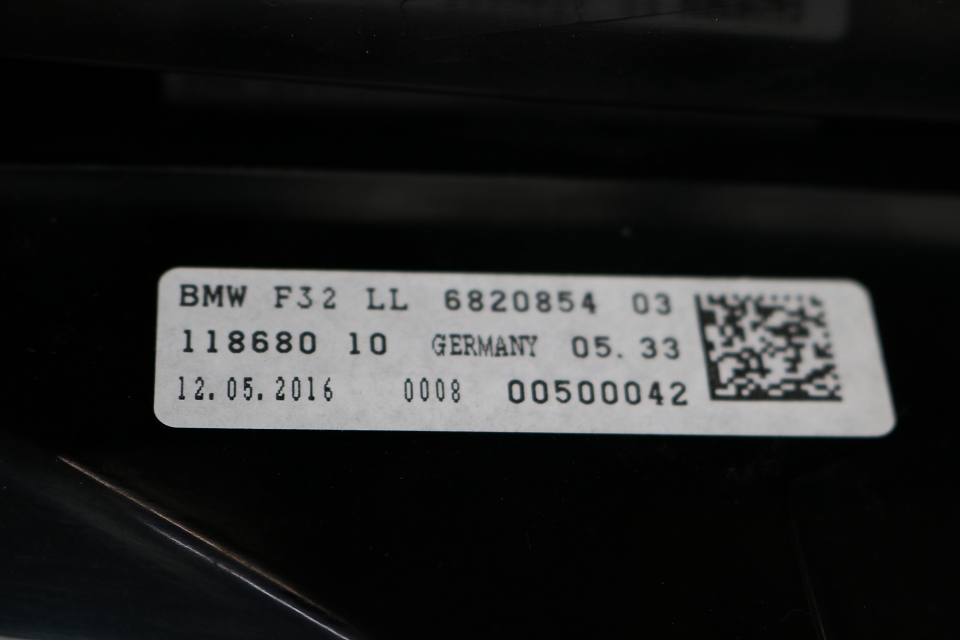 BMW F32 LL 6820854 03
118680 10 GERMANY 05.33
12.05.2016 0008 00500042